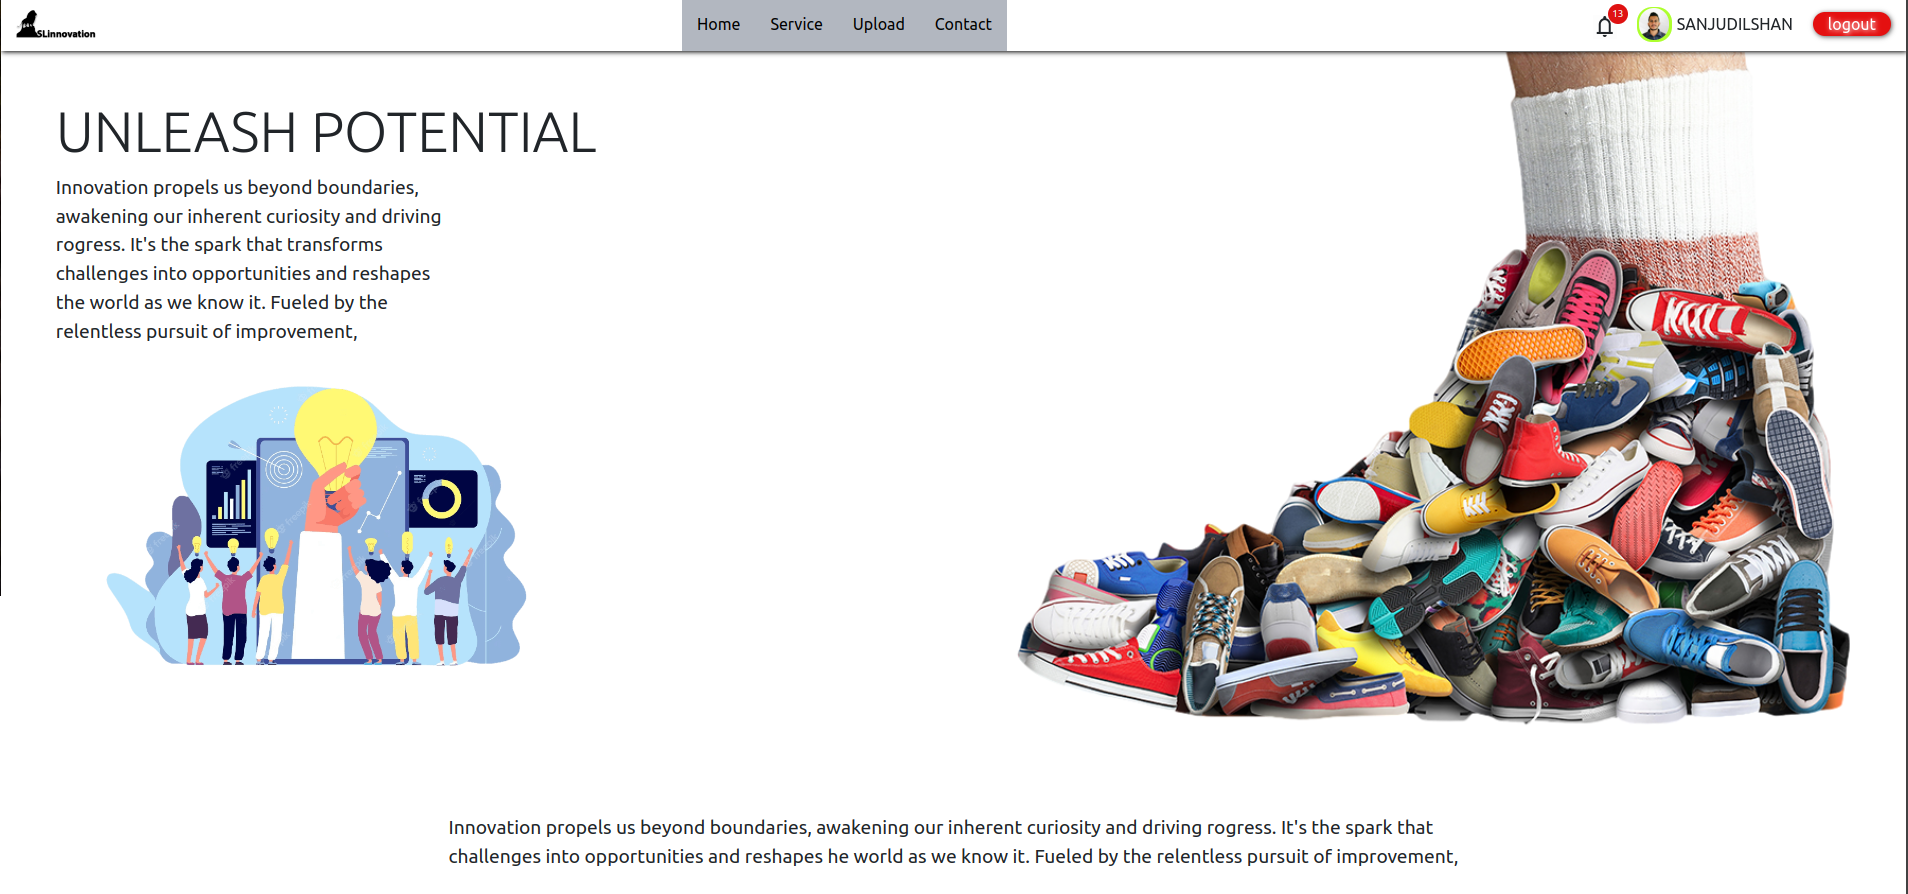 SLinnovation
Home Service Upload Contact
13
SANJUDILSHAN
logout
UNLEASH POTENTIAL
Innovation propels us beyond boundaries,
awakening our inherent curiosity and driving
rogress. It's the spark that transforms
challenges into opportunities and reshapes
the world as we know it. Fueled by the
relentless pursuit of improvement,
Innovation propels us beyond boundaries, awakening our inherent curiosity and driving rogress. It's the spark that
challenges into opportunities and reshapes he world as we know it. Fueled by the relentless pursuit of improvement,